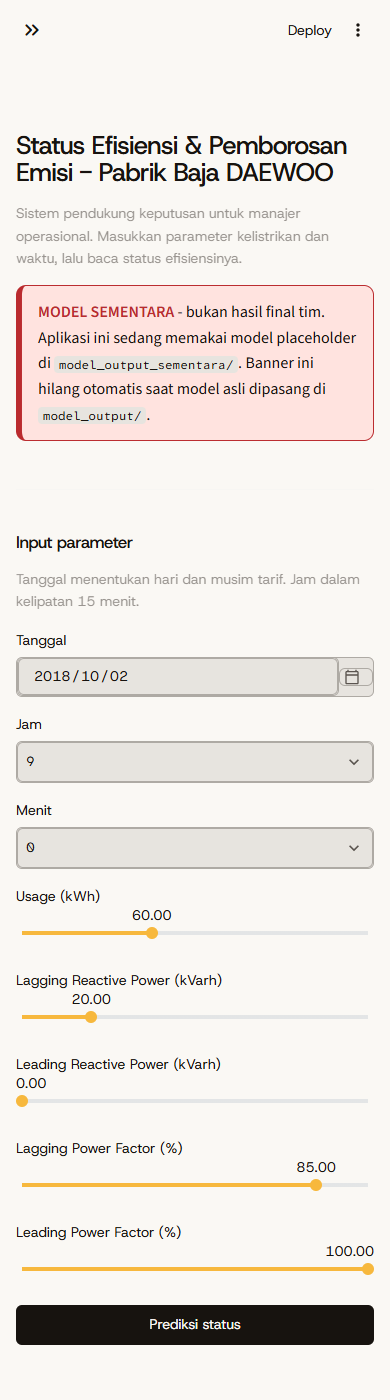 Deploy
Status Efisiensi & Pemborosan
Emisi – Pabrik Baja DAEWOO
Sistem pendukung keputusan untuk manajer
operasional. Masukkan parameter kelistrikan dan
waktu, lalu baca status efisiensinya.
MODEL SEMENTARA - bukan hasil final tim.
Aplikasi ini sedang memakai model placeholder
di model_output_sementara/ . Banner ini
hilang otomatis saat model asli dipasang di
model_output/ .
Input parameter
Tanggal menentukan hari dan musim tarif. Jam dalam
kelipatan 15 menit.
Tanggal
2018/10/02
Jam
9
Menit
0
Usage (kWh)
60.00
Lagging Reactive Power (kVarh)
20.00
Leading Reactive Power (kVarh)
0.00
Lagging Power Factor (%)
85.00
Leading Power Factor (%)
100.00
Prediksi status